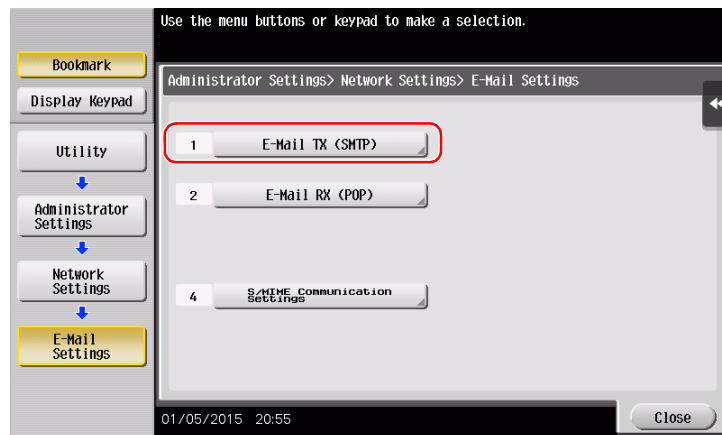 Use the menu buttons or keypad to make a selection.
Bookmark
Display Keypad
Utility
Administrator
Settings
Network
Settings
E-Mail
Settings
Administrator Settings> Network Settings> E-Mail Settings
1 E-Mail TX (SMTP)
2 E-Mail RX (POP)
4 S/MIME Communication
Settings
01/05/2015 20:55
Close